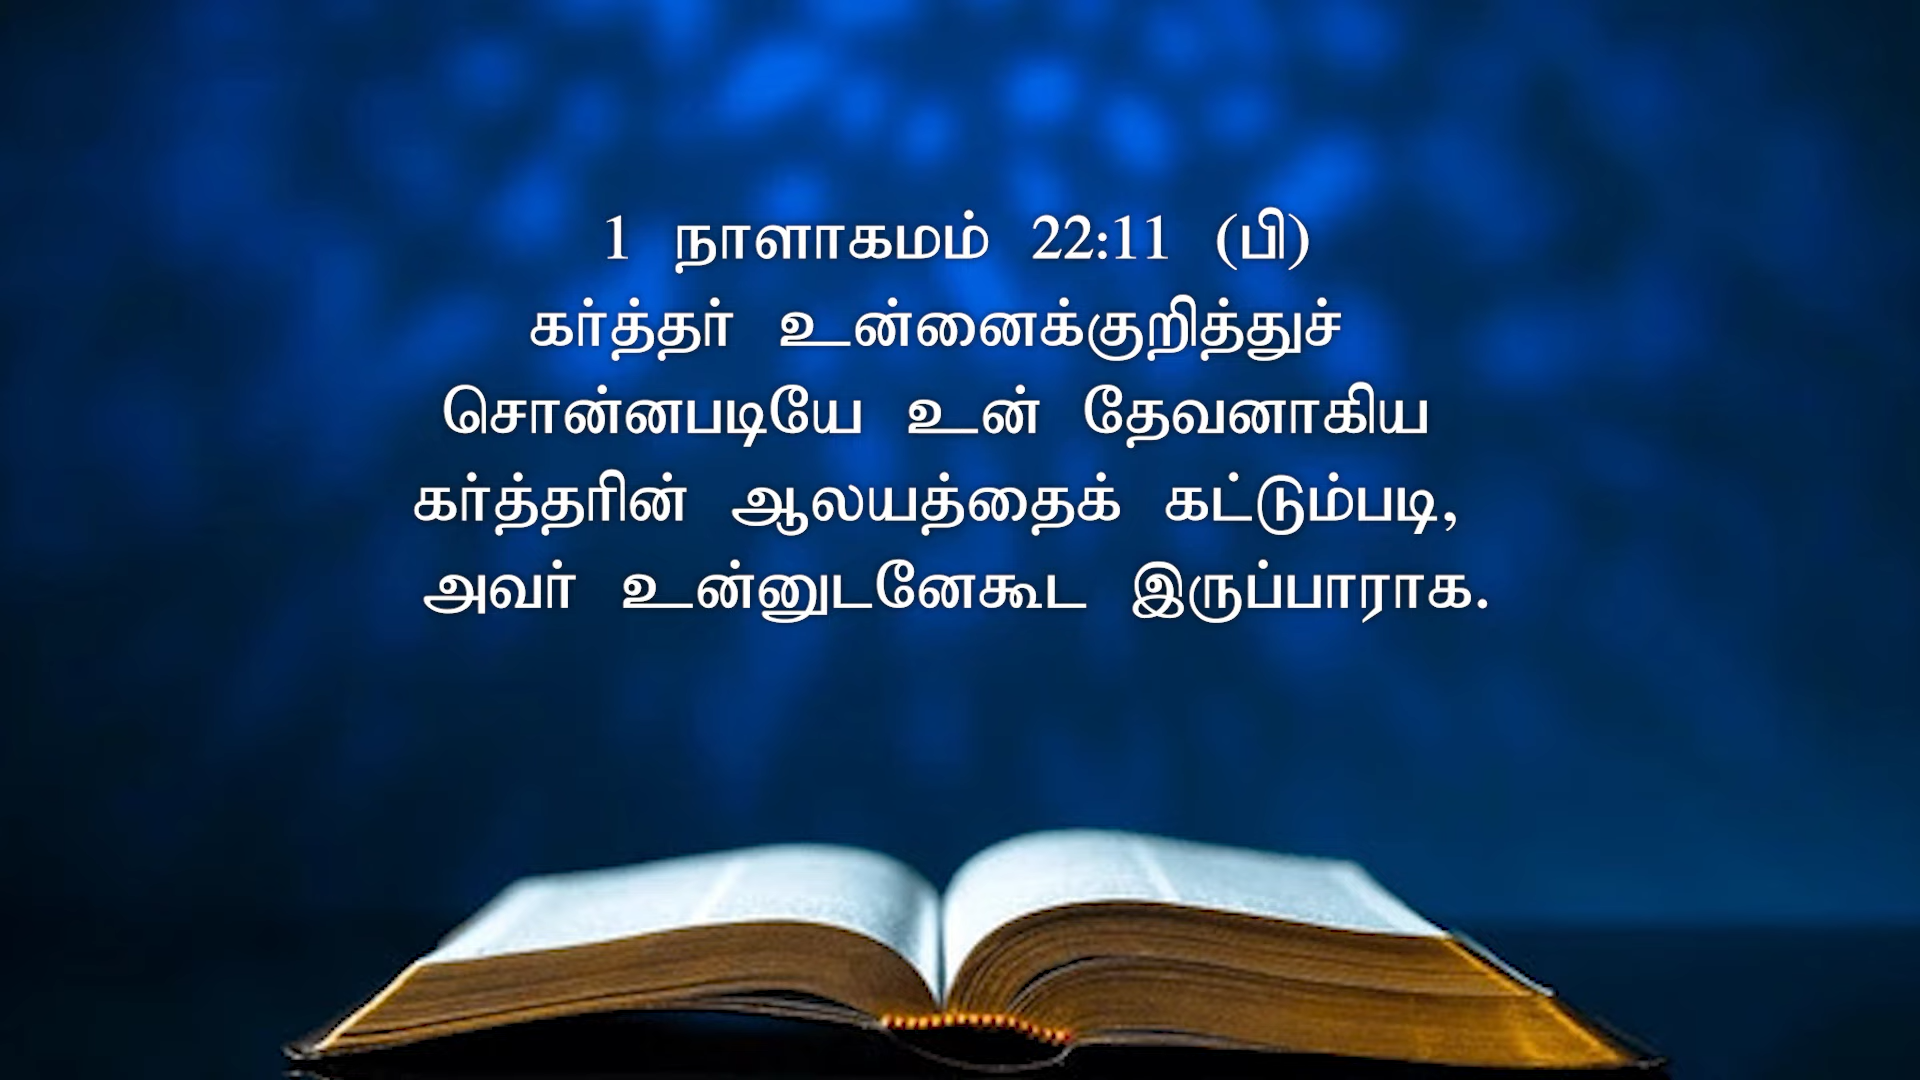 1 நாளாகமம் 22:11 (பி)
கர்த்தர் உன்னைக்குறித்துச்
சொன்னபடியே உன் தேவனாகிய
கர்த்தரின் ஆலயத்தைக் கட்டும்படி,
அவர் உன்னுடனேகூட இருப்பாராக.